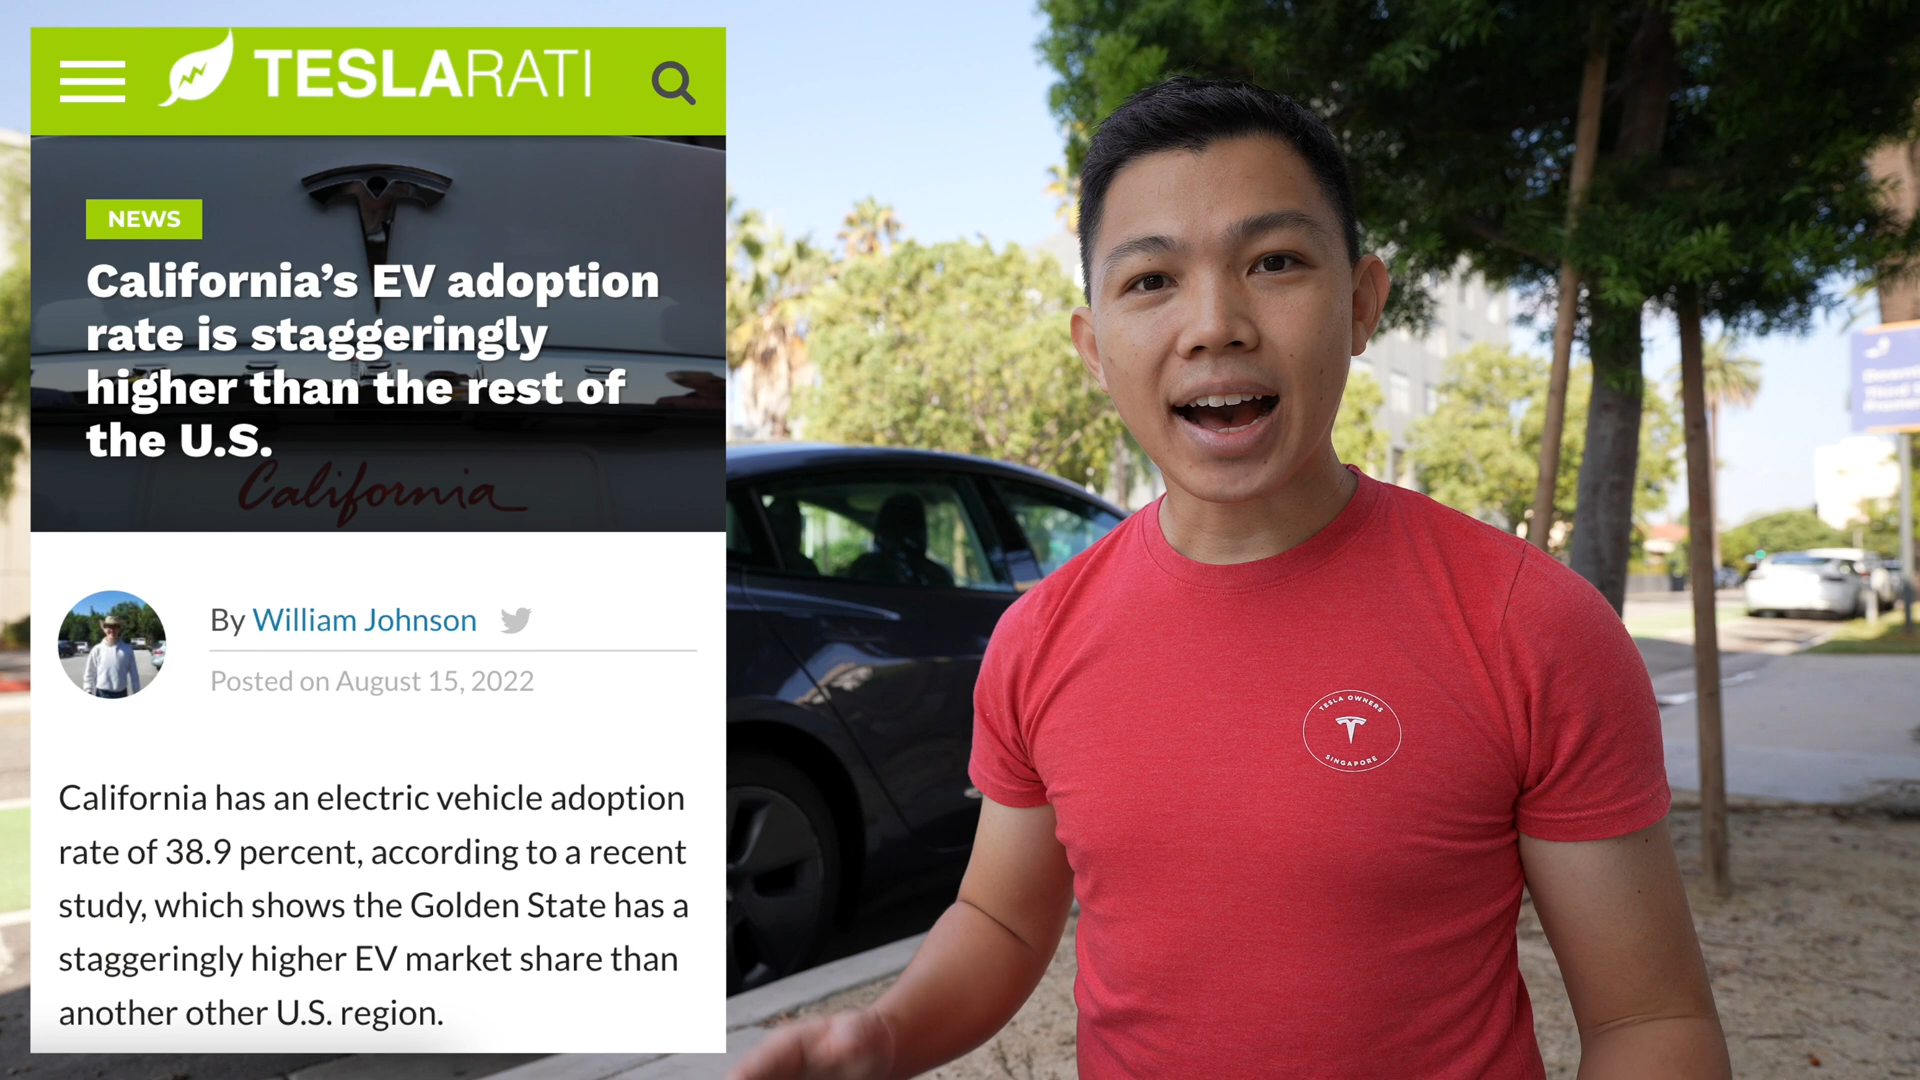 TESLARATI
NEWS
California’s EV adoption
rate is staggeringly
higher than the rest of
the U.S.
California
By William Johnson
Posted on August 15, 2022
California has an electric vehicle adoption
rate of 38.9 percent, according to a recent
study, which shows the Golden State has a
staggeringly higher EV market share than
another other U.S. region.
TESLA OWNERS
SINGAPORE